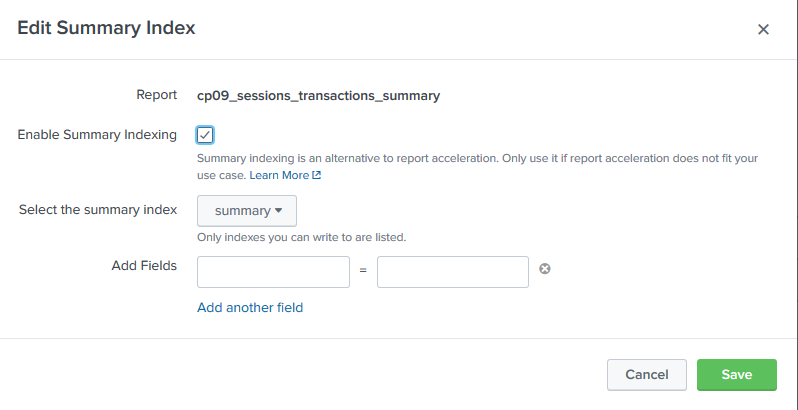 Edit Summary Index
Report cp09_sessions_transactions_summary
Enable Summary Indexing
Summary indexing is an alternative to report acceleration. Only use it if report acceleration does not fit your
use case. Learn More
Select the summary index summary
Only indexes you can write to are listed.
Add Fields =
Add another field
Cancel Save